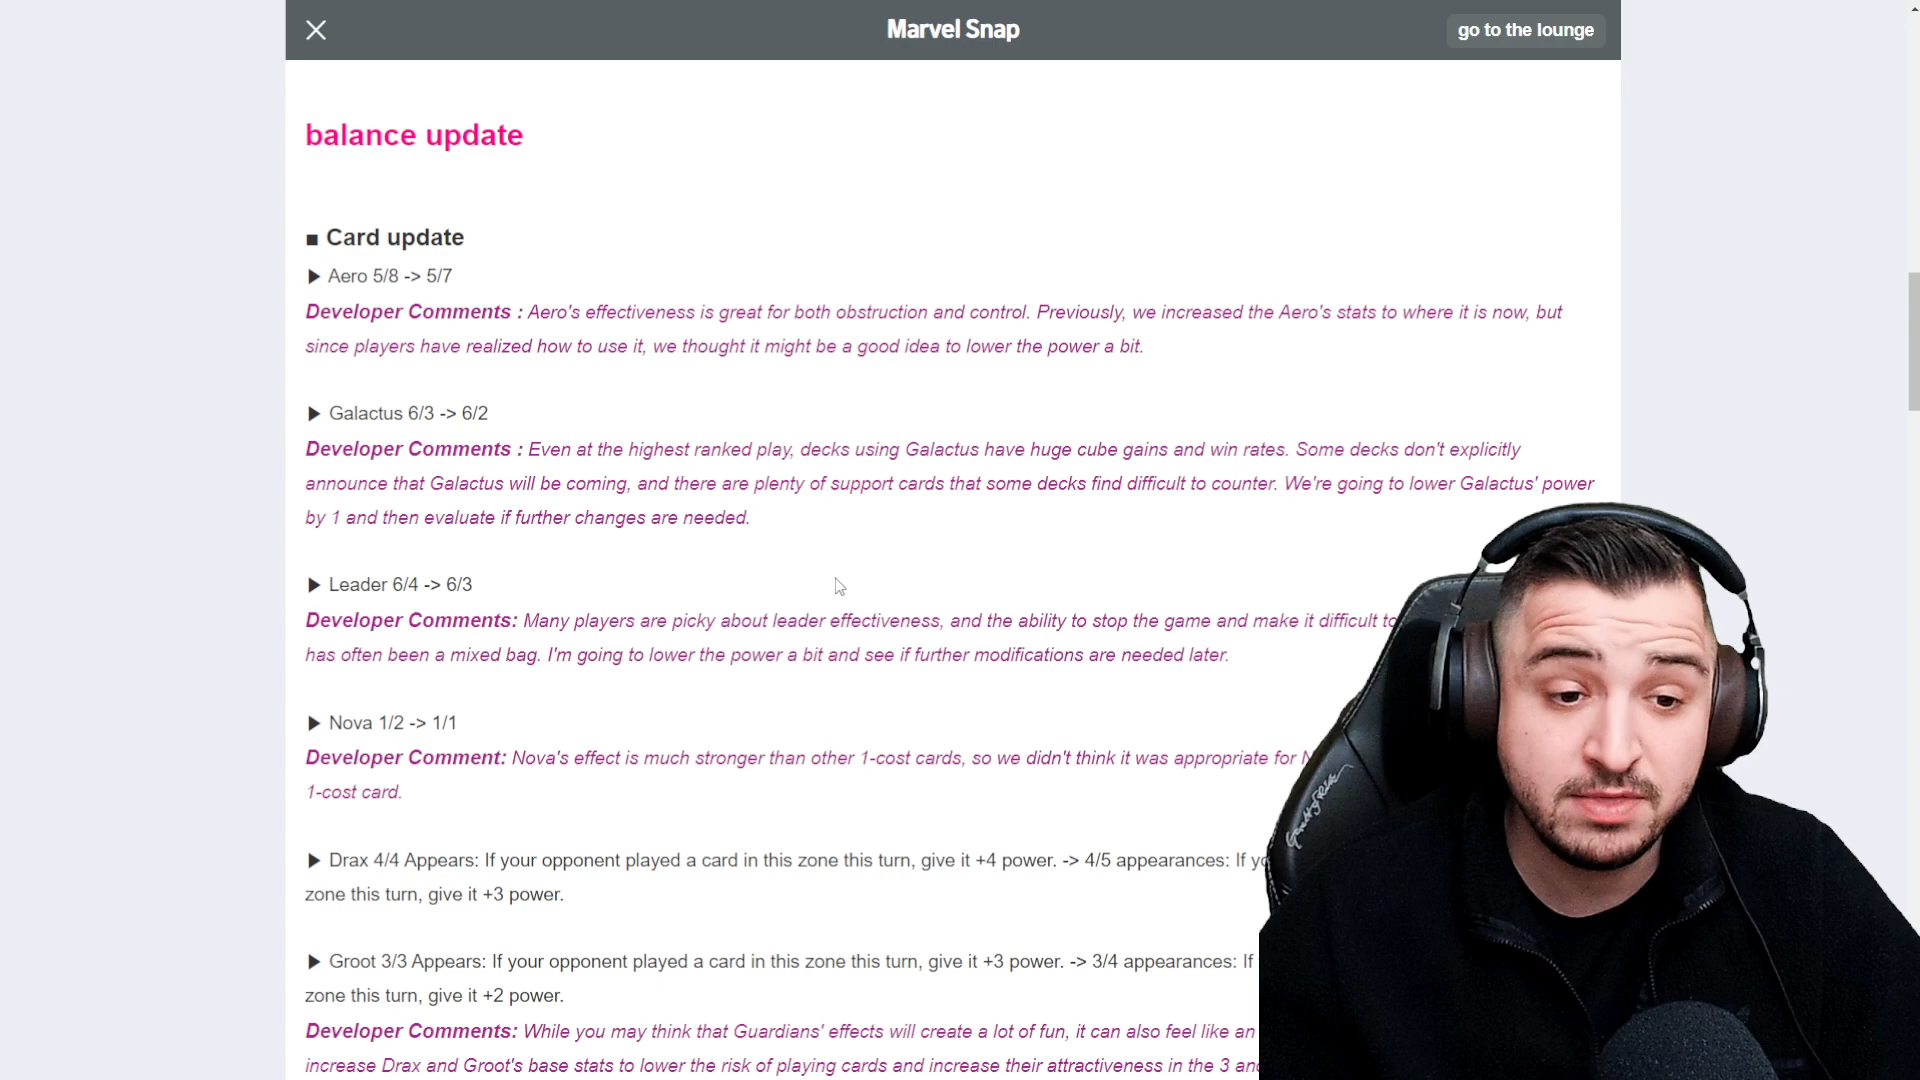 Marvel Snap
go to the lounge
balance update
■ Card update
▶ Aero 5/8 -> 5/7
Developer Comments : Aero's effectiveness is great for both obstruction and control. Previously, we increased the Aero's stats to where it is now, but
since players have realized how to use it, we thought it might be a good idea to lower the power a bit.
▶ Galactus 6/3 -> 6/2
Developer Comments : Even at the highest ranked play, decks using Galactus have huge cube gains and win rates. Some decks don't explicitly
announce that Galactus will be coming, and there are plenty of support cards that some decks find difficult to counter. We're going to lower Galactus' power
by 1 and then evaluate if further changes are needed.
▶ Leader 6/4 -> 6/3
Developer Comments: Many players are picky about leader effectiveness, and the ability to stop the game and make it difficult to
has often been a mixed bag. I'm going to lower the power a bit and see if further modifications are needed later.
▶ Nova 1/2 -> 1/1
Developer Comment: Nova's effect is much stronger than other 1-cost cards, so we didn't think it was appropriate for
1-cost card.
▶ Drax 4/4 Appears: If your opponent played a card in this zone this turn, give it +4 power. -> 4/5 appearances: If
zone this turn, give it +3 power.
▶ Groot 3/3 Appears: If your opponent played a card in this zone this turn, give it +3 power. -> 3/4 appearances: If
zone this turn, give it +2 power.
Developer Comments: While you may think that Guardians' effects will create a lot of fun, it can also feel like an
increase Drax and Groot's base stats to lower the risk of playing cards and increase their attractiveness in the 3